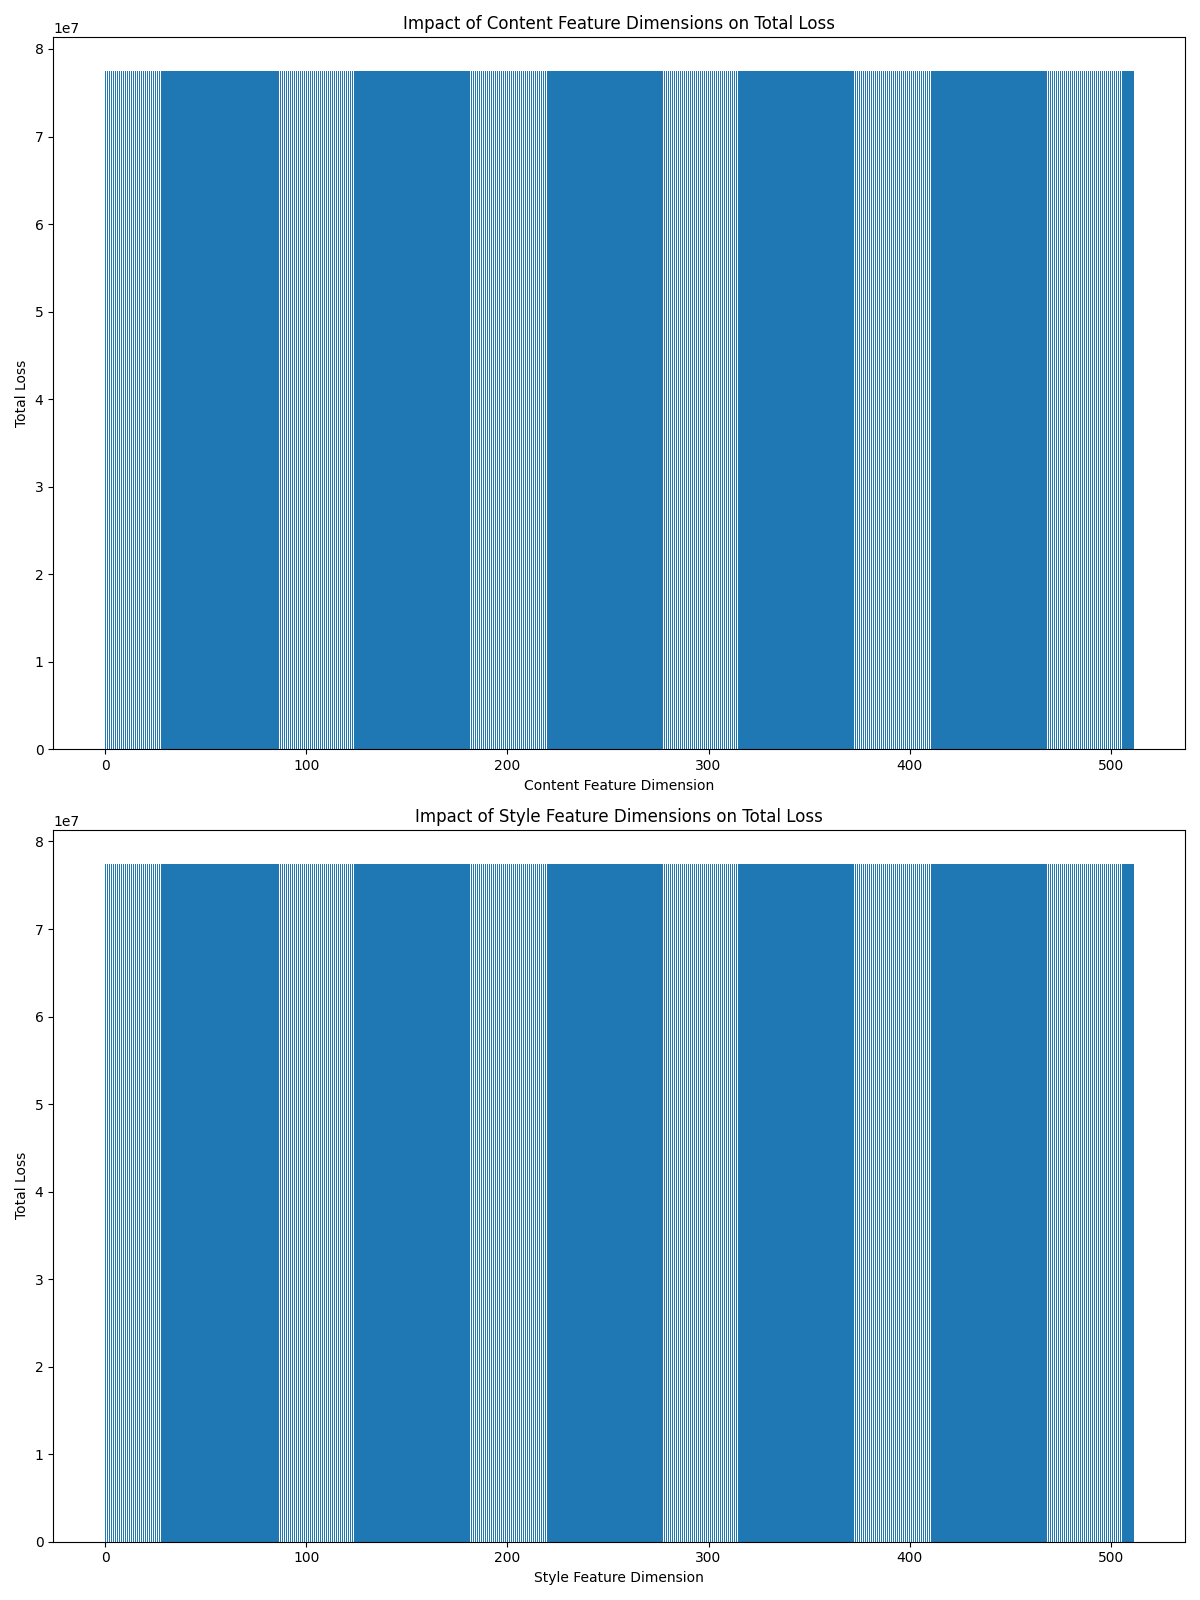 Impact of Content Feature Dimensions on Total Loss
1e7
8
7
6
5
4
3
2
1
0
Total Loss
0 100 200 300 400 500
Content Feature Dimension
Impact of Style Feature Dimensions on Total Loss
1e7
8
7
6
5
4
3
2
1
0
Total Loss
0 100 200 300 400 500
Style Feature Dimension